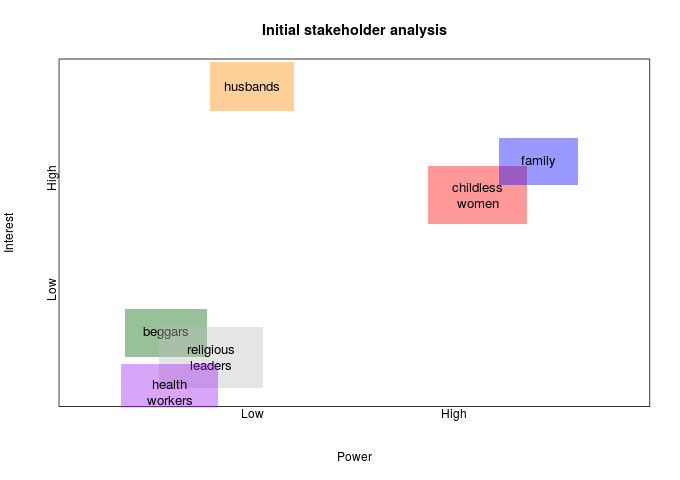 Initial stakeholder analysis
husbands
family
childless
women
High
Interest
Low
beggars
religious
leaders
health
workers
Low
High
Power